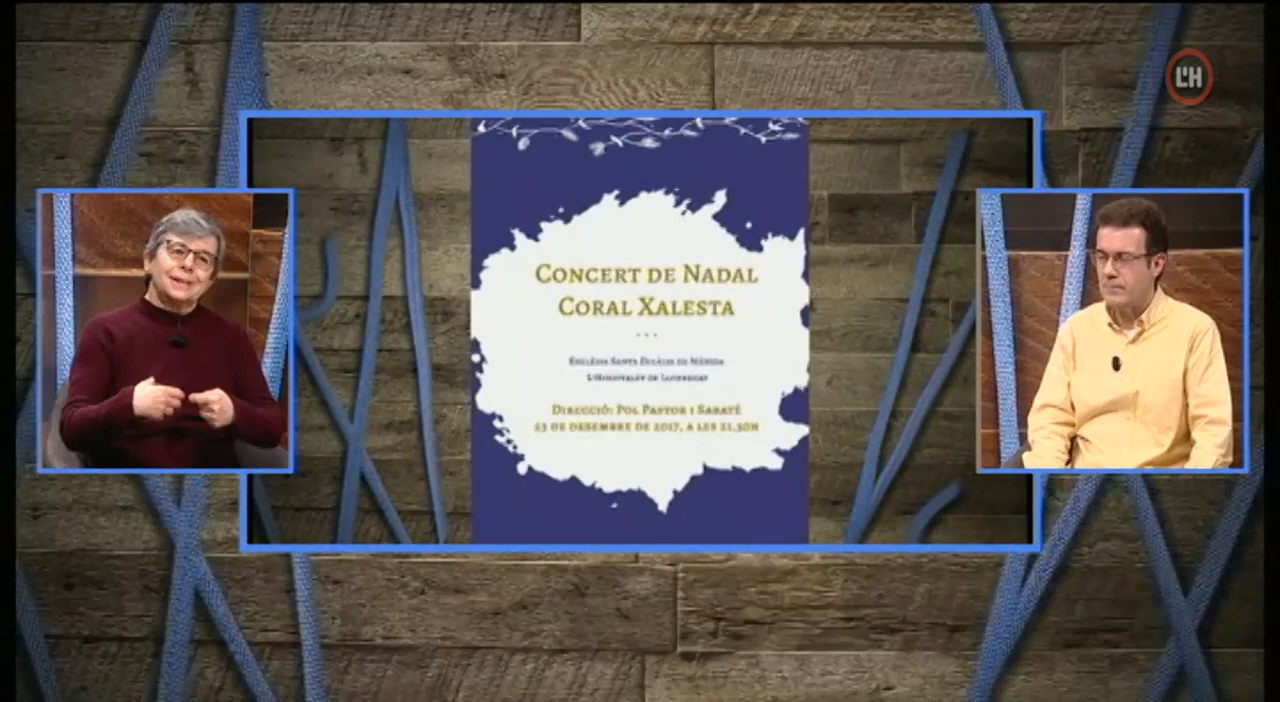 L'H
CONCERT DE NADAL
CORAL XALESTA
ESGLÉSIA SANTA EULÀLIA DE MÈRIDA
L'HOSPITALET DE LLOBREGAT
DIRECCIÓ: POL PASTOR I SABATÉ
23 DE DESEMBRE DE 2017, A LES 21.30H